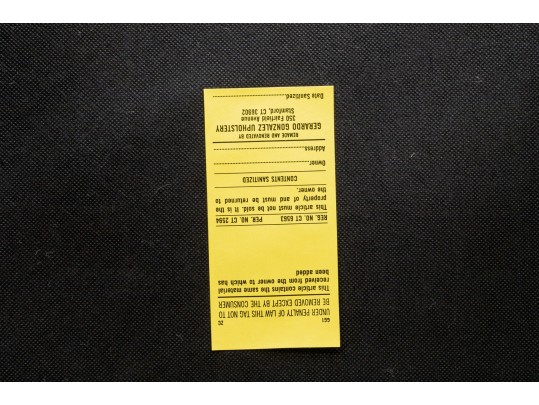 561 26
UNDER PENALTY OF LAW THIS TAG NOT TO
BE REMOVED EXCEPT BY THE CONSUMER
This article contains the same material
received from the owner to which has
been added
REG. NO. CT 6563 PER. NO. CT 2594
This article must not be sold. It is the
property of and must be returned to
the owner.
CONTENTS SANITIZED
Owner
Address
REMADE AND RENOVATED BY
GERARDO GONZALEZ UPHOLSTERY
350 Fairfield Avenue
Stamford, CT 36902
Date Sanitized